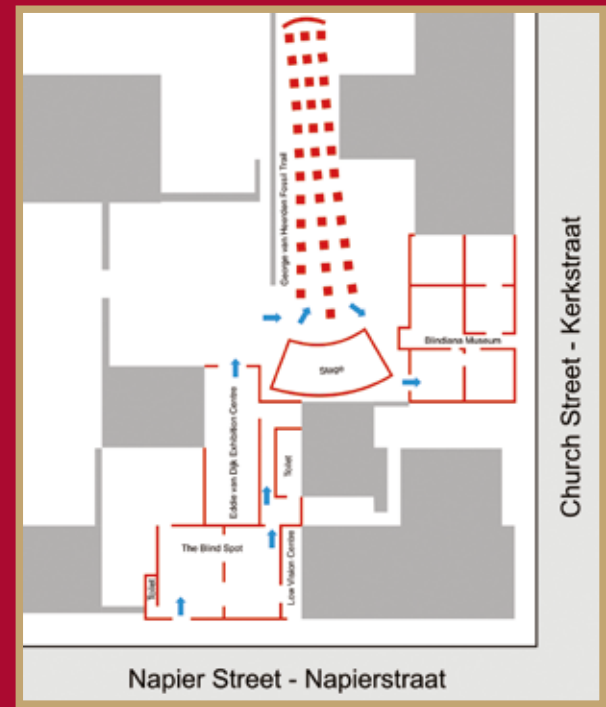 George van Heerden Fossil Trail
Blindiana Museum
Stage
Eddie van Dijk Exhibition Centre
Toilet
The Blind Spot
Low Vision Centre
Toilet
Church Street - Kerkstraat
Napier Street - Napierstraat